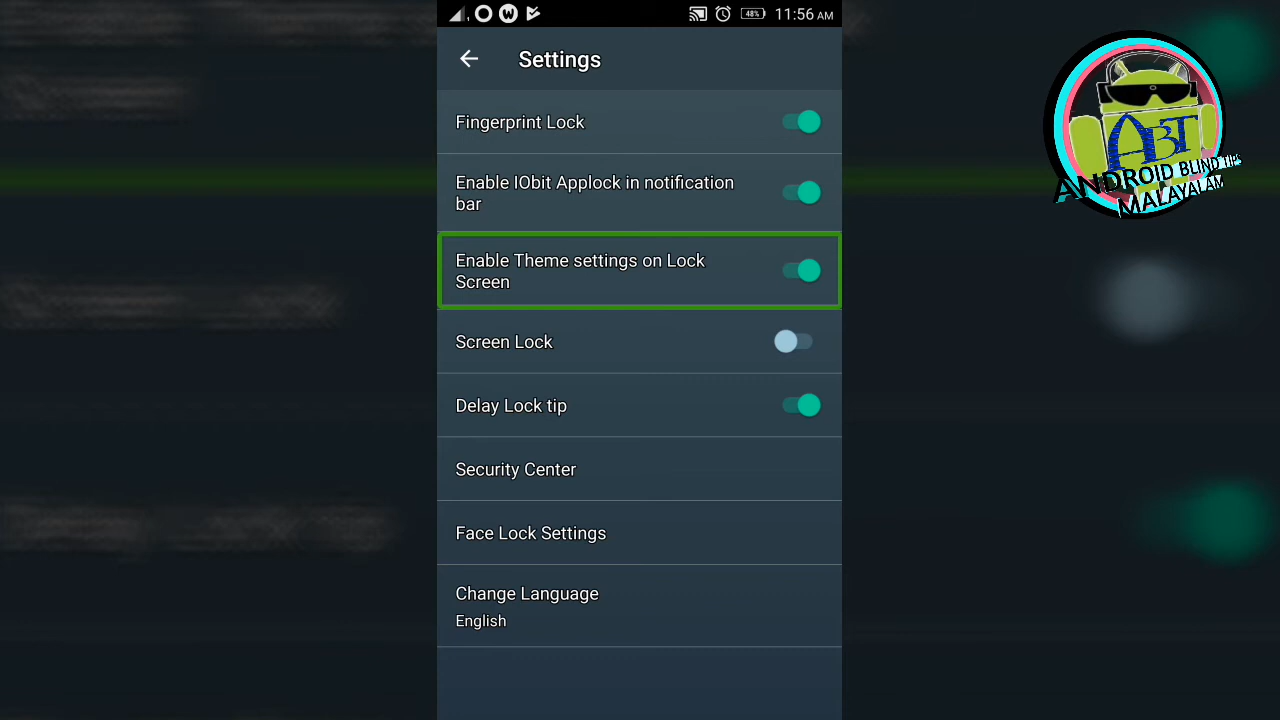 48%
11:56 AM
Settings
Fingerprint Lock
Enable IObit Applock in notification
bar
Enable Theme settings on Lock
Screen
Screen Lock
Delay Lock tip
Security Center
Face Lock Settings
Change Language
English
ABT
ANDROID BLIND TIPS
MALAYALAM